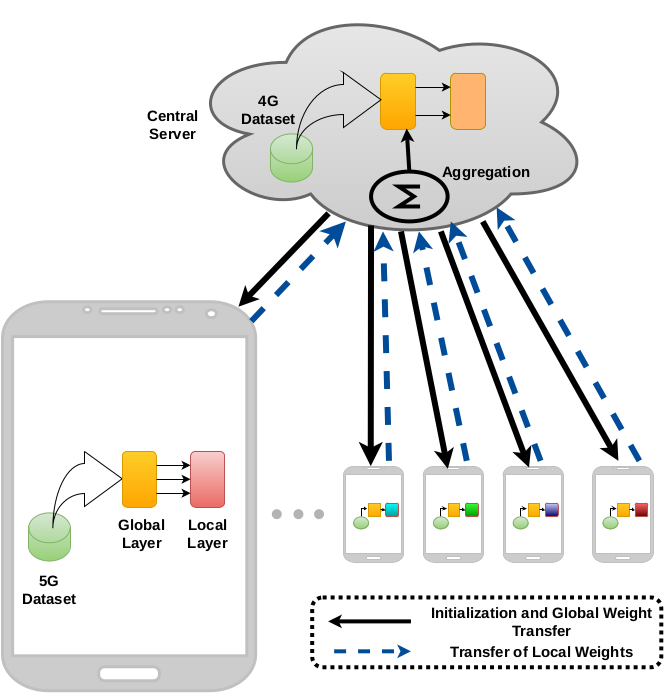 4G
Dataset
Central
Server
Aggregation
Σ
Global
Layer
Local
Layer
5G
Dataset
Initialization and Global Weight
Transfer
Transfer of Local Weights